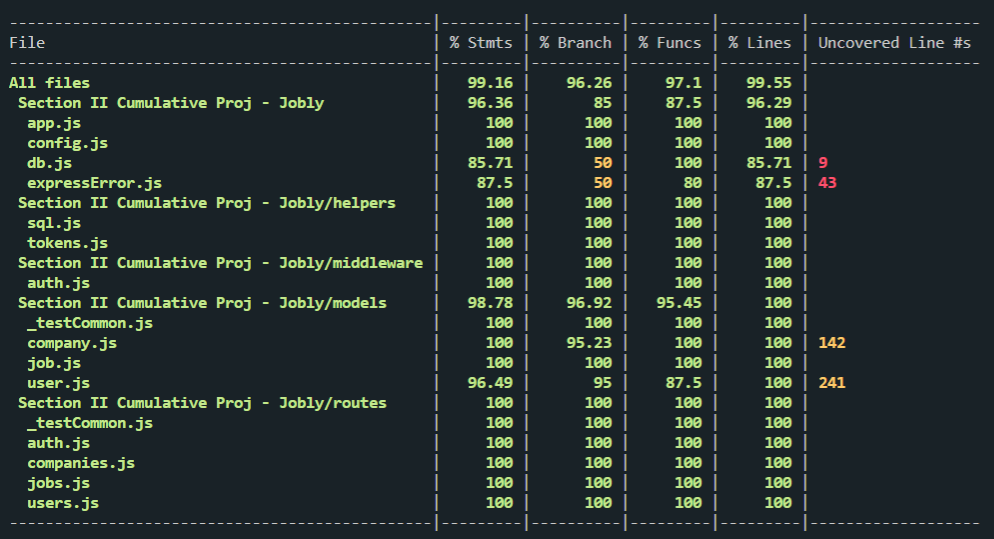 -----------------------------------------------|---------|----------|---------|---------|-------------------
File                                           | % Stmts | % Branch | % Funcs | % Lines | Uncovered Line #s
-----------------------------------------------|---------|----------|---------|---------|-------------------
All files                                      |   99.16 |    96.26 |    97.1 |   99.55 |
 Section II Cumulative Proj - Jobly            |   96.36 |       85 |    87.5 |   96.29 |
  app.js                                       |     100 |      100 |     100 |     100 |
  config.js                                    |     100 |      100 |     100 |     100 |
  db.js                                        |   85.71 |       50 |     100 |   85.71 | 9
  expressError.js                              |    87.5 |       50 |      80 |    87.5 | 43
 Section II Cumulative Proj - Jobly/helpers    |     100 |      100 |     100 |     100 |
  sql.js                                       |     100 |      100 |     100 |     100 |
  tokens.js                                    |     100 |      100 |     100 |     100 |
 Section II Cumulative Proj - Jobly/middleware |     100 |      100 |     100 |     100 |
  auth.js                                      |     100 |      100 |     100 |     100 |
 Section II Cumulative Proj - Jobly/models     |   98.78 |    96.92 |   95.45 |     100 |
  _testCommon.js                               |     100 |      100 |     100 |     100 |
  company.js                                   |     100 |    95.23 |     100 |     100 | 142
  job.js                                       |     100 |      100 |     100 |     100 |
  user.js                                      |   96.49 |       95 |    87.5 |     100 | 241
 Section II Cumulative Proj - Jobly/routes     |     100 |      100 |     100 |     100 |
  _testCommon.js                               |     100 |      100 |     100 |     100 |
  auth.js                                      |     100 |      100 |     100 |     100 |
  companies.js                                 |     100 |      100 |     100 |     100 |
  jobs.js                                      |     100 |      100 |     100 |     100 |
  users.js                                     |     100 |      100 |     100 |     100 |
-----------------------------------------------|---------|----------|---------|---------|-------------------